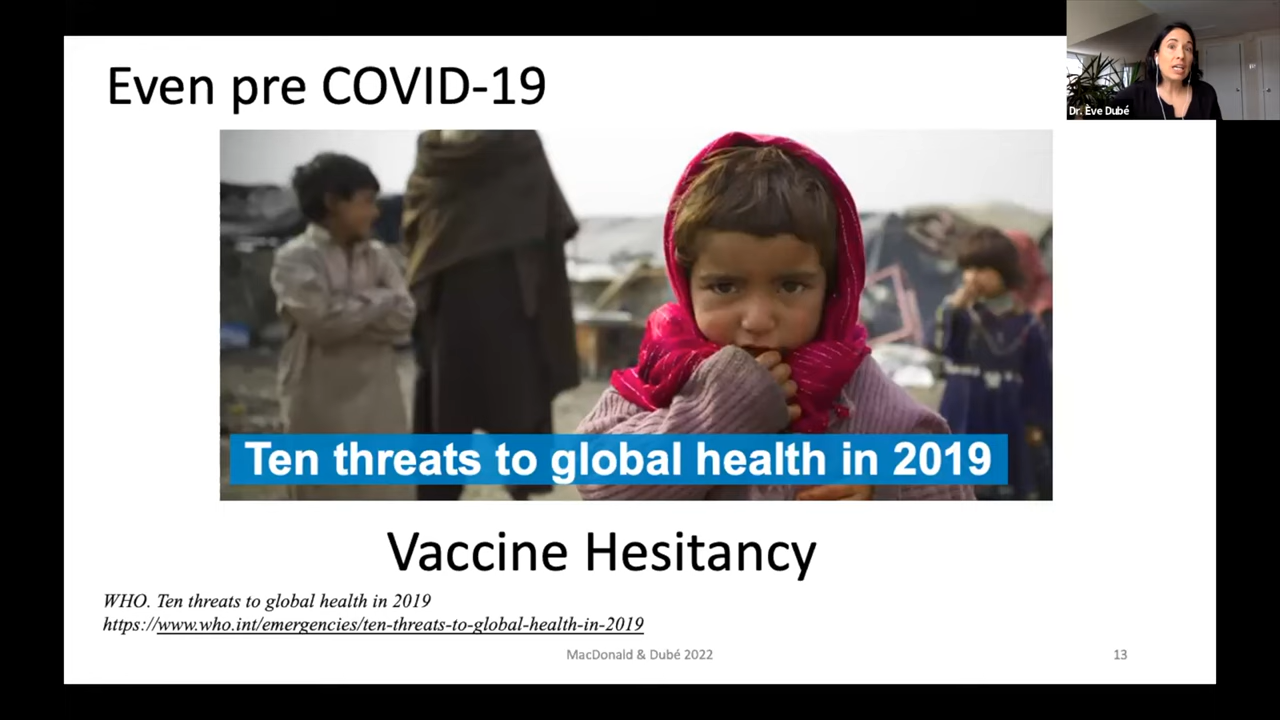 Even pre COVID-19
Dr. Ève Dubé
Ten threats to global health in 2019
Vaccine Hesitancy
WHO. Ten threats to global health in 2019
https://www.who.int/emergencies/ten-threats-to-global-health-in-2019
MacDonald & Dubé 2022
13